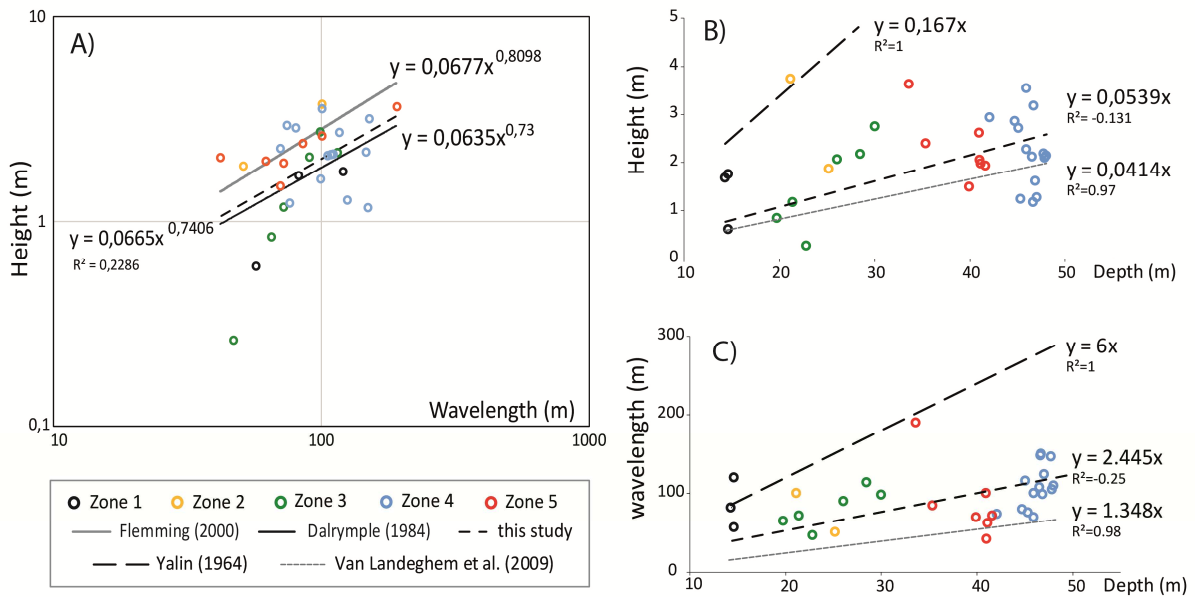 A)
10
1
0,1
10
100
1000
Height (m)
Wavelength (m)
y = 0,0677x^0,8098
y = 0,0635x^0,73
y = 0,0665x^0,7406
R² = 0,2286
Zone 1 Zone 2 Zone 3 Zone 4 Zone 5
Flemming (2000) Dalrymple (1984) this study
Yalin (1964) Van Landeghem et al. (2009)
B)
5
4
3
2
1
0
Height (m)
10 20 30 40 50 Depth (m)
y = 0,167x
R²=1
y = 0,0539x
R²= -0.131
y = 0,0414x
R²=0.97
C)
300
200
100
0
wavelength (m)
10 20 30 40 50 Depth (m)
y = 6x
R²=1
y = 2.445x
R²=-0.25
y = 1.348x
R²=0.98